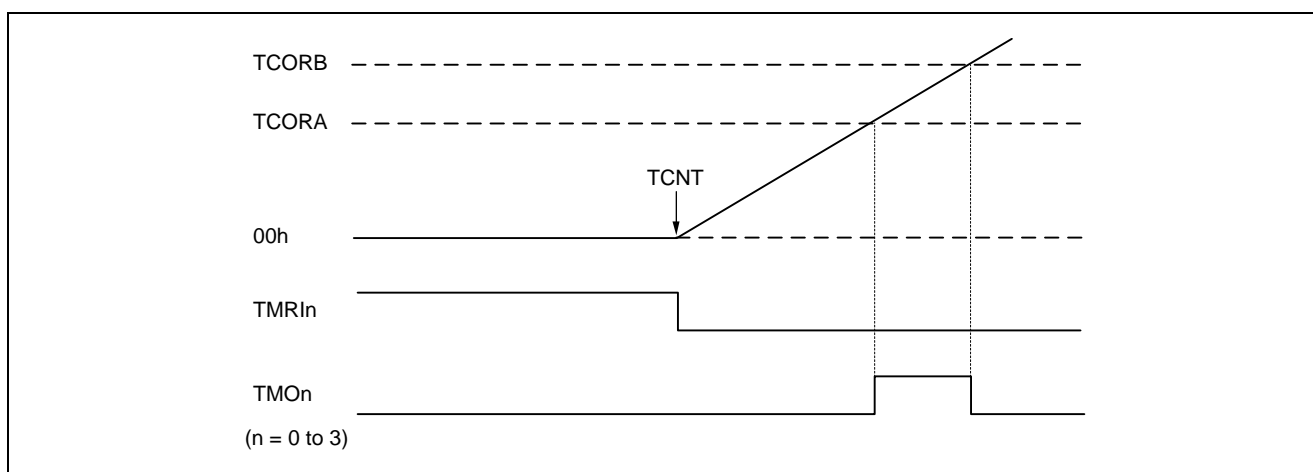 TCORB
TCORA
TCNT
00h
TMRIn
TMOn
(n = 0 to 3)